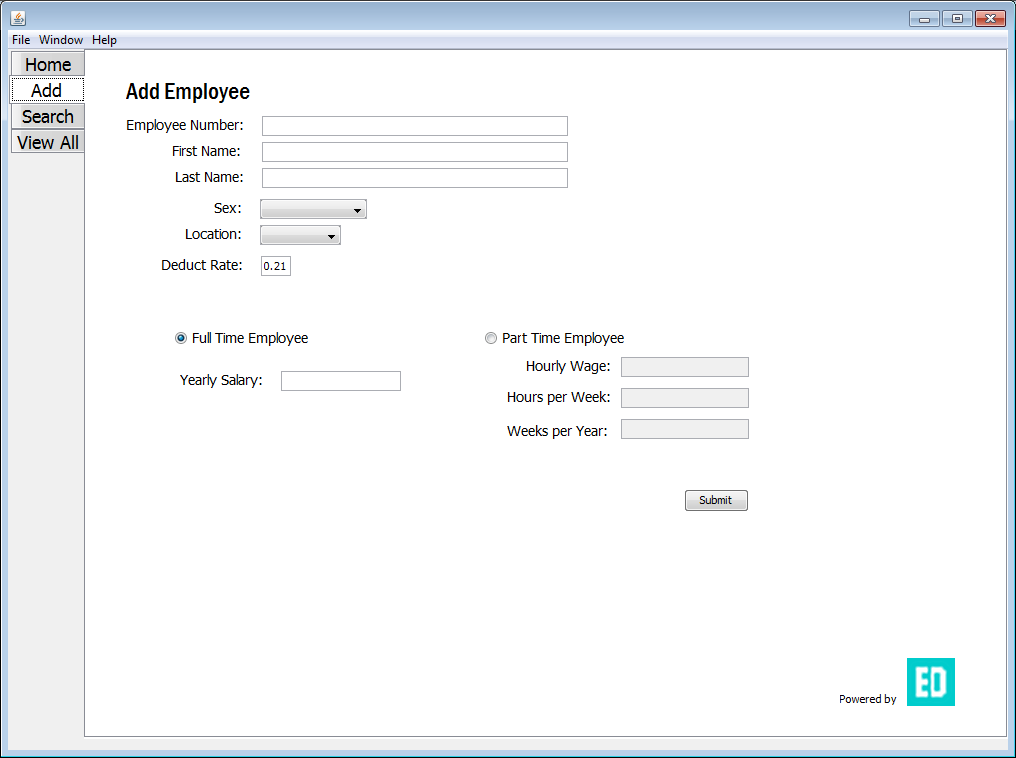 File Window Help
Home
Add
Search
View All
Add Employee
Employee Number:
First Name:
Last Name:
Sex:
Location:
Deduct Rate: 0.21
Full Time Employee
Yearly Salary:
Part Time Employee
Hourly Wage:
Hours per Week:
Weeks per Year:
Submit
Powered by ED